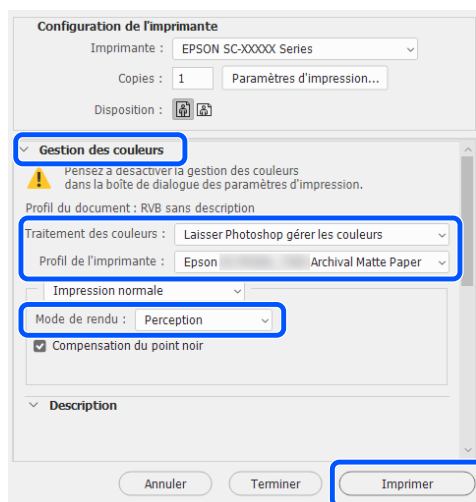 Configuration de l'imprimante
Imprimante : EPSON SC-XXXXX Series
Copies : 1 Paramètres d'impression...
Disposition :
Gestion des couleurs
Pensez à désactiver la gestion des couleurs
dans la boîte de dialogue des paramètres d'impression.
Profil du document : RVB sans description
Traitement des couleurs : Laisser Photoshop gérer les couleurs
Profil de l'imprimante : Epson Archival Matte Paper
Impression normale
Mode de rendu : Perception
Compensation du point noir
Description
Annuler Terminer Imprimer